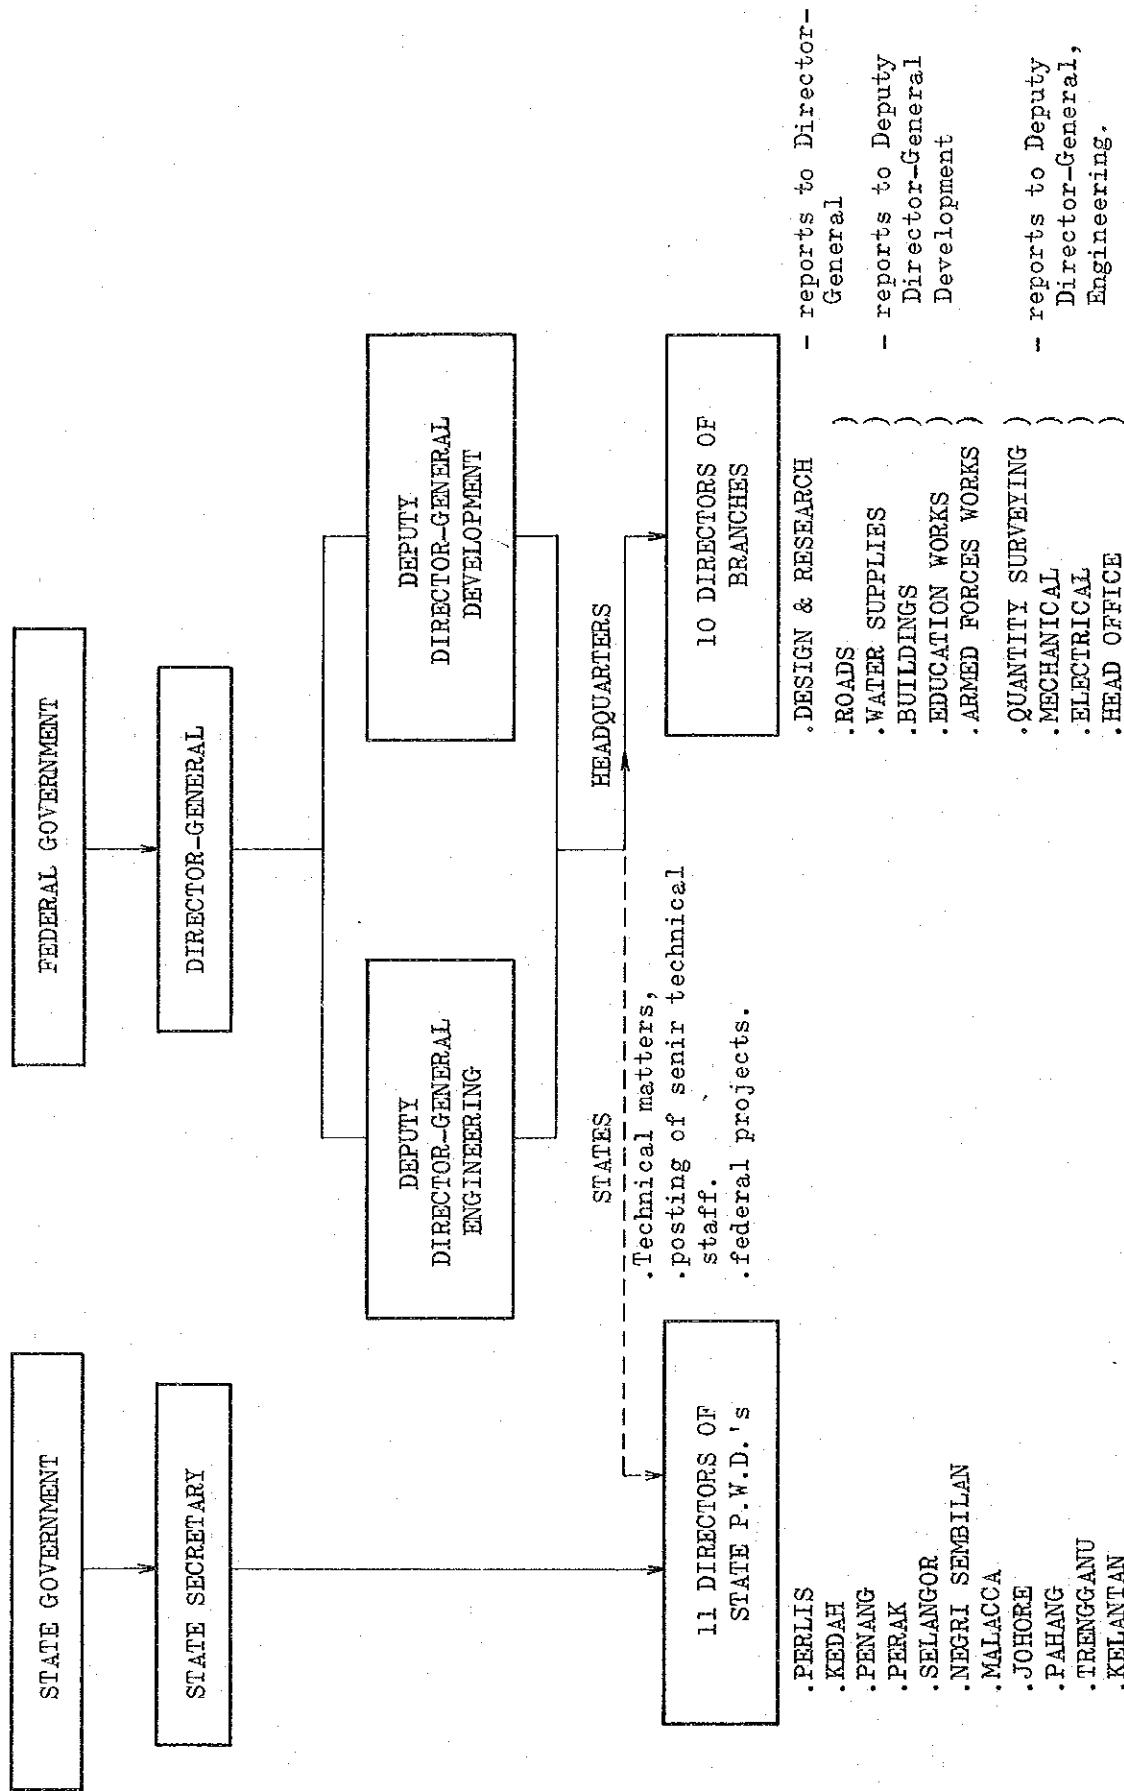 STATE GOVERNMENT
FEDERAL GOVERNMENT
STATE SECRETARY
DIRECTOR-GENERAL
DEPUTY
DIRECTOR-GENERAL
ENGINEERING
DEPUTY
DIRECTOR-GENERAL
DEVELOPMENT
STATES
HEADQUARTERS
.Technical matters,
.posting of senir technical
staff.
.federal projects.
11 DIRECTORS OF
STATE P.W.D.'s
10 DIRECTORS OF
BRANCHES
.PERLIS
.KEDAH
.PENANG
.PERAK
.SELANGOR
.NEGRI SEMBILAN
.MALACCA
.JOHORE
.PAHANG
.TRENGGANU
.KELANTAN
.DESIGN & RESEARCH
- reports to Director-
General
.ROADS )
.WATER SUPPLIES )
.BUILDINGS )
.EDUCATION WORKS )
.ARMED FORCES WORKS )
- reports to Deputy
Director-General
Development
.QUANTITY SURVEYING )
.MECHANICAL )
.ELECTRICAL )
.HEAD OFFICE )
- reports to Deputy
Director-General,
Engineering.